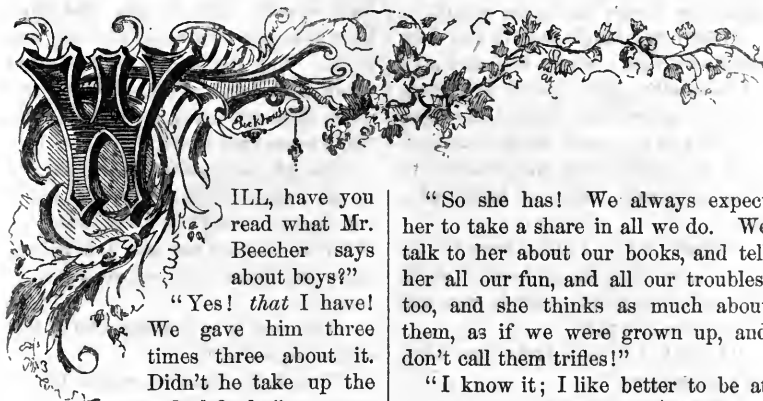 W
Buckhout
ILL, have you
read what Mr.
Beecher says
about boys?"
"Yes! that I have!
We gave him three
times three about it.
Didn't he take up the
"So she has! We always expect
her to take a share in all we do. We
talk to her about our books, and tell
her all our fun, and all our troubles,
too, and she thinks as much about
them, as if we were grown up, and
don't call them trifles!"
"I know it; I like better to be at